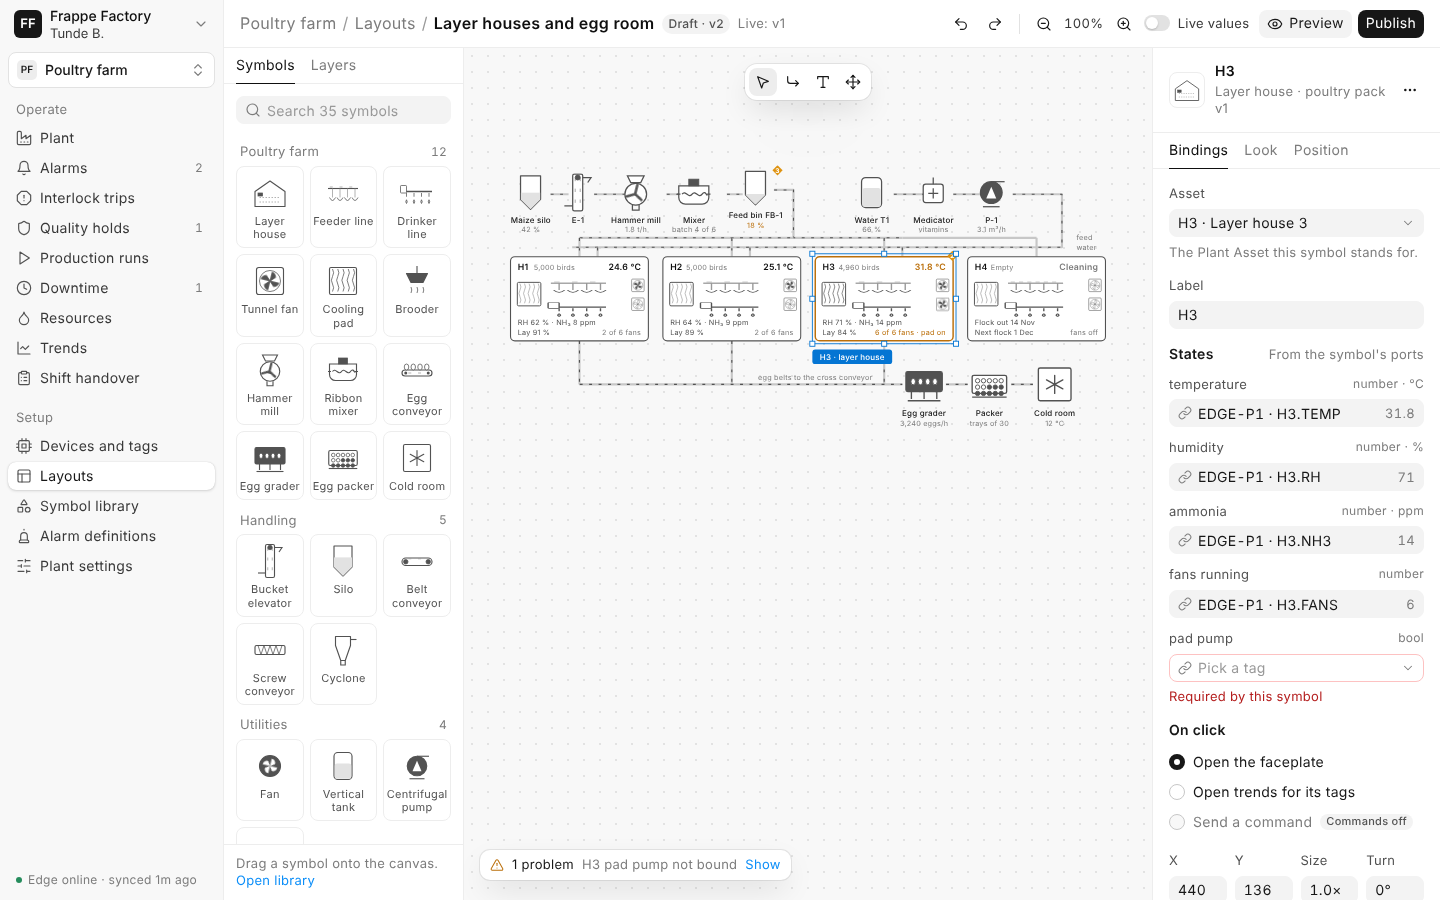 FF
Frappe Factory
Tunde B.
PF
Poultry farm
Operate
Plant
Alarms
2
Interlock trips
Quality holds
1
Production runs
Downtime
1
Resources
Trends
Shift handover
Setup
Devices and tags
Layouts
Symbol library
Alarm definitions
Plant settings
Edge online · synced 1m ago
Poultry farm / Layouts / Layer houses and egg room
Draft · v2
Live: v1
100%
Live values
Preview
Publish
Symbols
Layers
Search 35 symbols
Poultry farm
12
Layer
house
Feeder line
Drinker
line
Tunnel fan
Cooling
pad
Brooder
Hammer
mill
Ribbon
mixer
Egg
conveyor
Egg grader
Egg packer
Cold room
Handling
5
Bucket
elevator
Silo
Belt
conveyor
Screw
conveyor
Cyclone
Utilities
4
Fan
Vertical
tank
Centrifugal
pump
Drag a symbol onto the canvas.
Open library
Maize silo
42 %
E-1
Hammer mill
1.8 t/h
Mixer
batch 4 of 6
Feed bin FB-1
18 %
Water T1
66 %
Medicator
vitamins
P-1
3.1 m³/h
feed
water
H1 5,000 birds 24.6 °C
RH 62 % · NH₃ 8 ppm
Lay 91 %
2 of 6 fans
H2 5,000 birds 25.1 °C
RH 64 % · NH₃ 9 ppm
Lay 89 %
2 of 6 fans
H3 4,960 birds 31.8 °C
RH 71 % · NH₃ 14 ppm
Lay 84 %
6 of 6 fans · pad on
H4 Empty Cleaning
Flock out 14 Nov
Next flock 1 Dec
fans off
H3 · layer house
egg belts to the cross conveyor
Egg grader
3,240 eggs/h
Packer
trays of 30
Cold room
12 °C
1 problem
H3 pad pump not bound
Show
H3
Layer house · poultry pack
v1
Bindings
Look
Position
Asset
H3 · Layer house 3
The Plant Asset this symbol stands for.
Label
H3
States
From the symbol's ports
temperature
number · °C
EDGE-P1 · H3.TEMP
31.8
humidity
number · %
EDGE-P1 · H3.RH
71
ammonia
number · ppm
EDGE-P1 · H3.NH3
14
fans running
number
EDGE-P1 · H3.FANS
6
pad pump
bool
Pick a tag
Required by this symbol
On click
Open the faceplate
Open trends for its tags
Send a command
Commands off
X
Y
Size
Turn
440
136
1.0×
0°